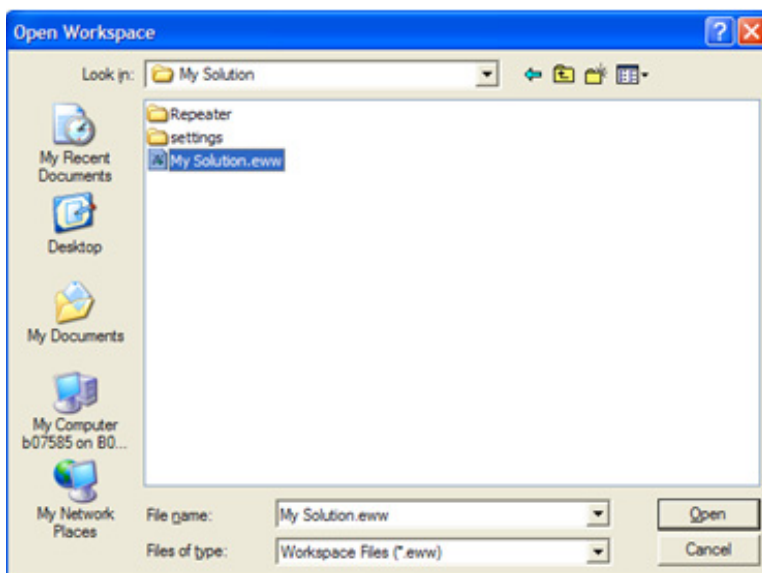 Open Workspace
Look in: My Solution
Repeater
settings
My Solution.eww
My Recent
Documents
Desktop
My Documents
My Computer
b07585 on B0...
My Network
Places
File name: My Solution.eww Open
Files of type: Workspace Files (*.eww) Cancel